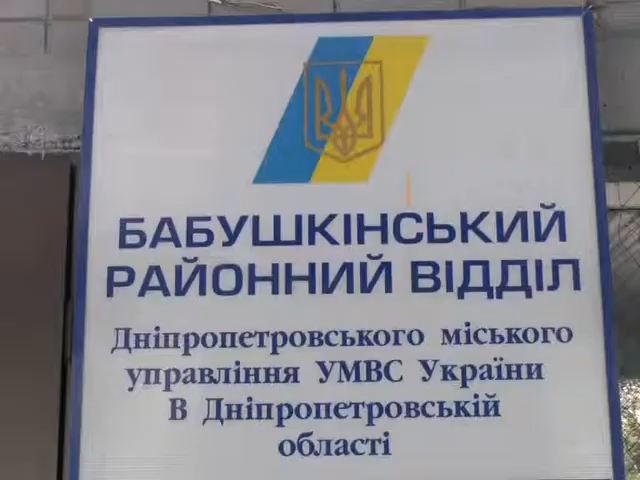 БАБУШКІНСЬКИЙ
РАЙОННИЙ ВІДДІЛ
Дніпропетровського міського
управління УМВС України
В Дніпропетровській
області